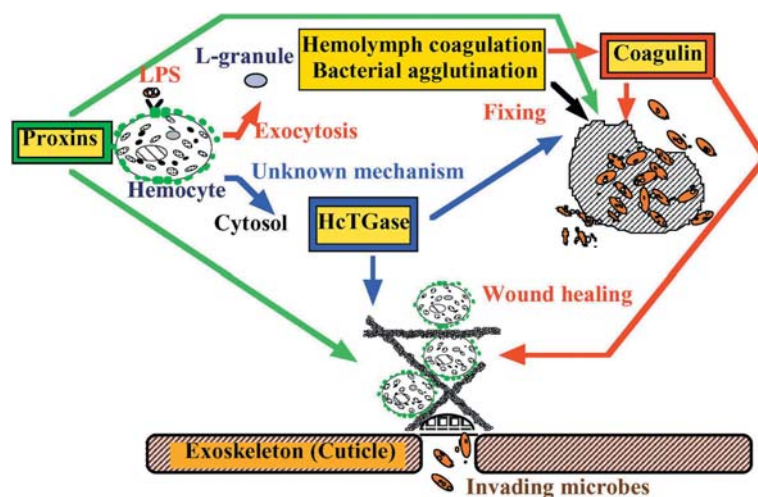 Hemolymph coagulation
Bacterial agglutination
Coagulin
L-granule
LPS
Fixing
Exocytosis
Proxins
Unknown mechanism
Hemocyte
Cytosol
HcTGase
Wound healing
Exoskeleton (Cuticle)
Invading microbes